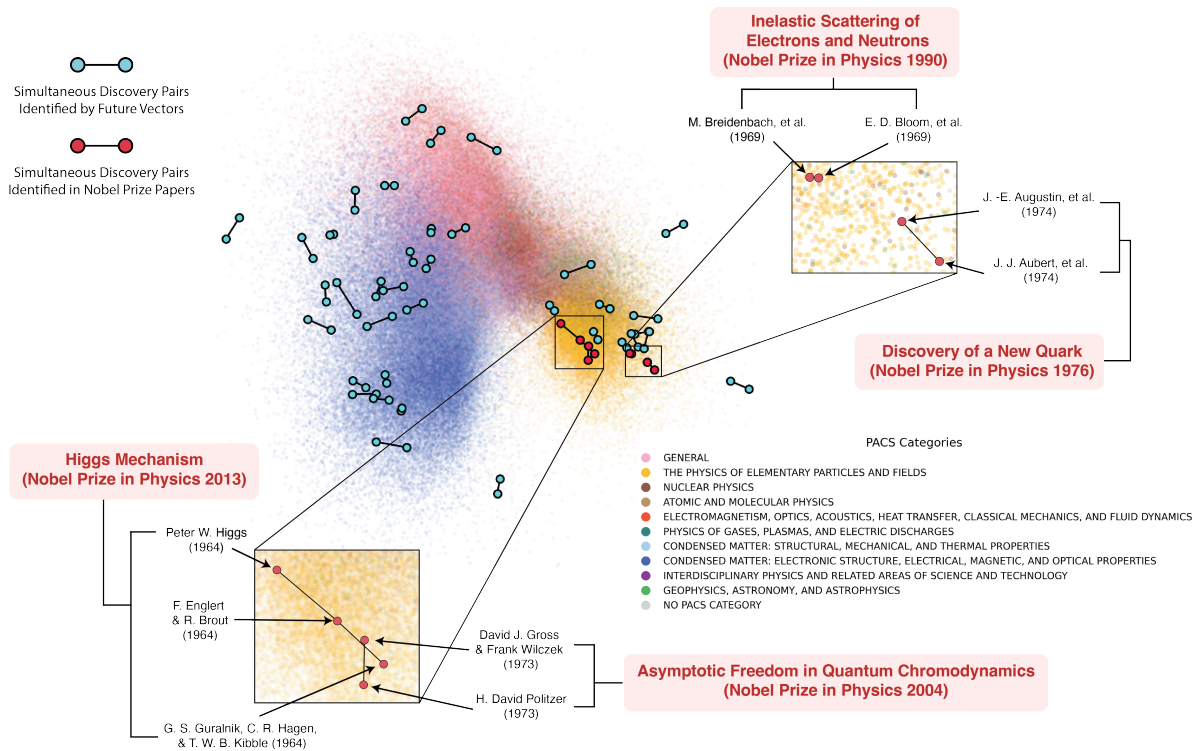 Simultaneous Discovery Pairs
Identified by Future Vectors
Simultaneous Discovery Pairs
Identified in Nobel Prize Papers
Inelastic Scattering of
Electrons and Neutrons
(Nobel Prize in Physics 1990)
M. Breidenbach, et al.
(1969)
E. D. Bloom, et al.
(1969)
J. -E. Augustin, et al.
(1974)
J. J. Aubert, et al.
(1974)
Discovery of a New Quark
(Nobel Prize in Physics 1976)
Higgs Mechanism
(Nobel Prize in Physics 2013)
Peter W. Higgs
(1964)
F. Englert
& R. Brout
(1964)
G. S. Guralnik, C. R. Hagen,
& T. W. B. Kibble (1964)
David J. Gross
& Frank Wilczek
(1973)
H. David Politzer
(1973)
Asymptotic Freedom in Quantum Chromodynamics
(Nobel Prize in Physics 2004)
PACS Categories
GENERAL
THE PHYSICS OF ELEMENTARY PARTICLES AND FIELDS
NUCLEAR PHYSICS
ATOMIC AND MOLECULAR PHYSICS
ELECTROMAGNETISM, OPTICS, ACOUSTICS, HEAT TRANSFER, CLASSICAL MECHANICS, AND FLUID DYNAMICS
PHYSICS OF GASES, PLASMAS, AND ELECTRIC DISCHARGES
CONDENSED MATTER: STRUCTURAL, MECHANICAL, AND THERMAL PROPERTIES
CONDENSED MATTER: ELECTRONIC STRUCTURE, ELECTRICAL, MAGNETIC, AND OPTICAL PROPERTIES
INTERDISCIPLINARY PHYSICS AND RELATED AREAS OF SCIENCE AND TECHNOLOGY
GEOPHYSICS, ASTRONOMY, AND ASTROPHYSICS
NO PACS CATEGORY